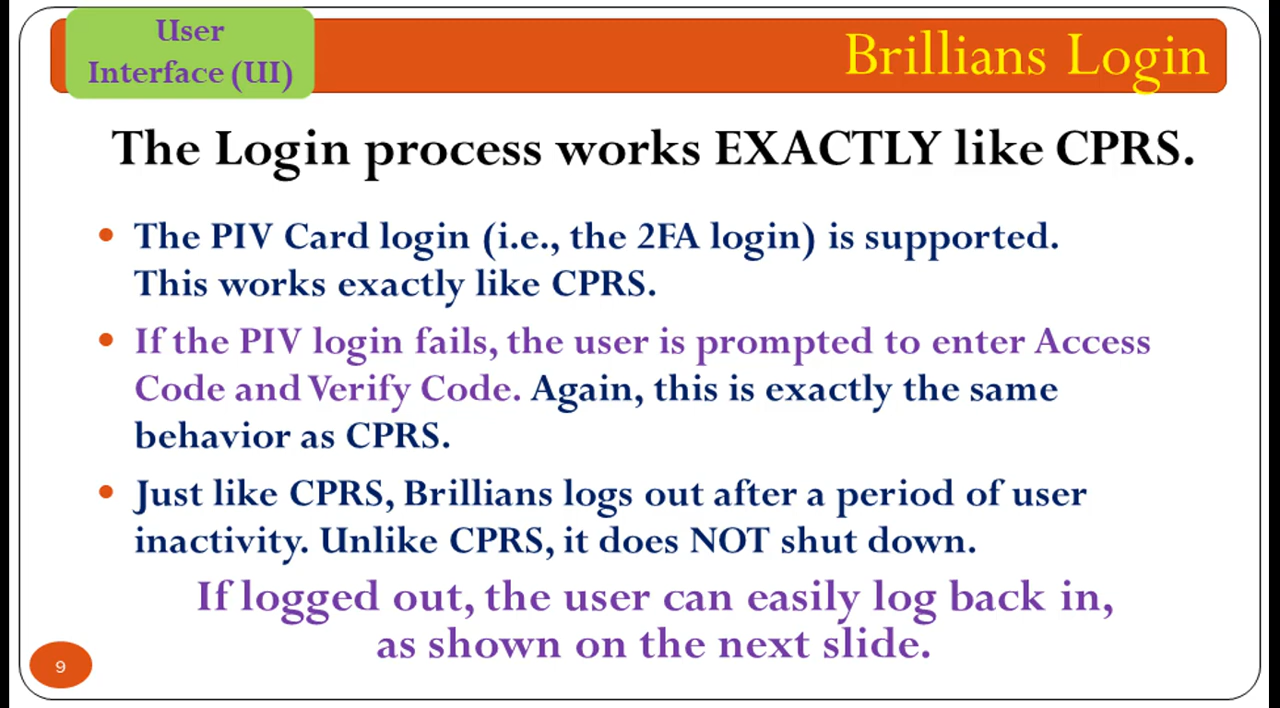 User
Interface (UI)
Brillians Login
The Login process works EXACTLY like CPRS.
• The PIV Card login (i.e., the 2FA login) is supported.
This works exactly like CPRS.
• If the PIV login fails, the user is prompted to enter Access
Code and Verify Code. Again, this is exactly the same
behavior as CPRS.
• Just like CPRS, Brillians logs out after a period of user
inactivity. Unlike CPRS, it does NOT shut down.
If logged out, the user can easily log back in,
as shown on the next slide.
9